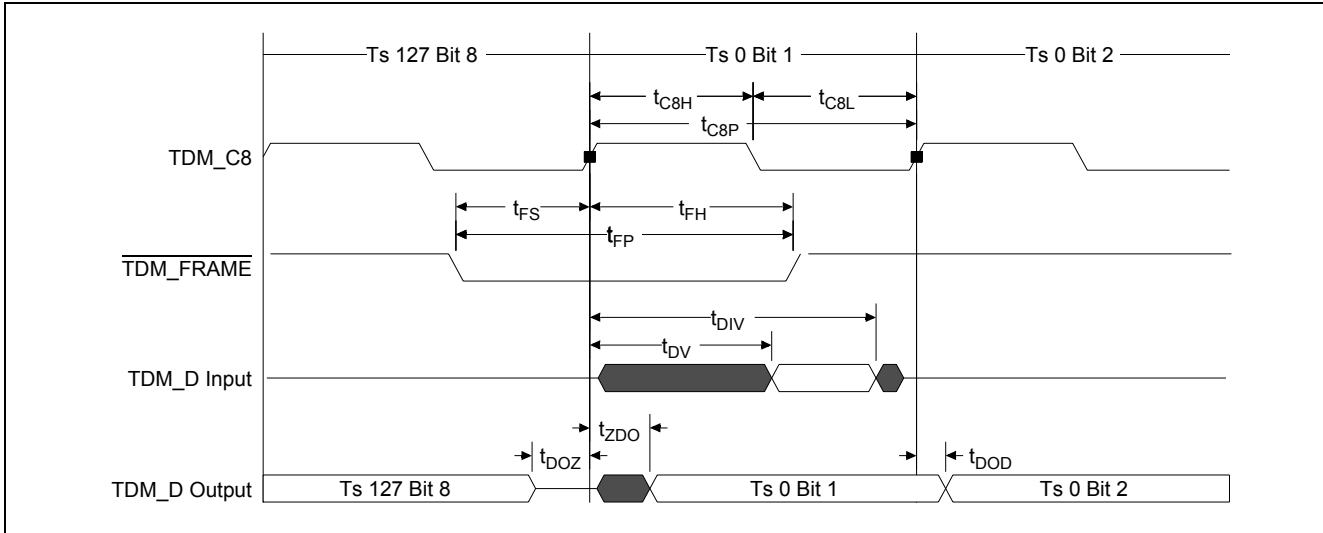 Ts 127 Bit 8 Ts 0 Bit 1 Ts 0 Bit 2
tC8H tC8L
tC8P
TDM_C8
tFS tFH
tFP
TDM_FRAME
tDIV
tDV
TDM_D Input
tZDO
tDOZ tDOD
TDM_D Output Ts 127 Bit 8 Ts 0 Bit 1 Ts 0 Bit 2